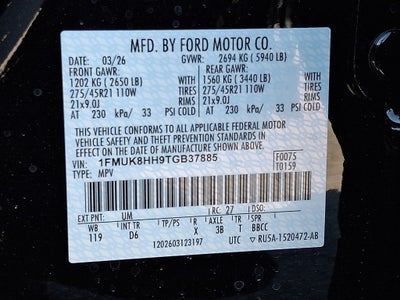 MFD. BY FORD MOTOR CO.
DATE: 03/26 GVWR: 2694 KG (5940 LB)
FRONT GAWR: REAR GAWR:
1202 KG (2650 LB) 1560 KG (3440 LB)
275/45R21 110W 275/45R21 110W
21x9.0J 21x9.0J
AT 230 kPa/ 33 PSI COLD AT 230 kPa/ 33 PSI COLD
THIS VEHICLE CONFORMS TO ALL APPLICABLE FEDERAL MOTOR
VEHICLE SAFETY AND THEFT PREVENTION STANDARDS IN
EFFECT ON THE DATE OF MANUFACTURE SHOWN ABOVE.
VIN: 1FMUK8HH9TGB37885 F0075
TYPE: MPV T0159
EXT PNT: UM RC: 27 DSO:
WB INT TR TP/PS R AXLE TR SPR
119 D6 X 3B T BBCC
1202603123197 UTC RU5A-1520472-AB